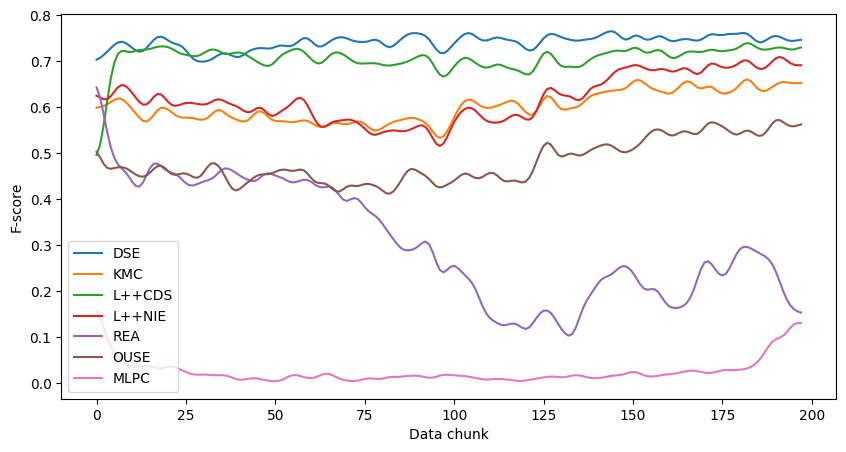 0.8
0.7
0.6
0.5
0.4
0.3
0.2
0.1
0.0
F-score
DSE
KMC
L++CDS
L++NIE
REA
OUSE
MLPC
0 25 50 75 100 125 150 175 200
Data chunk